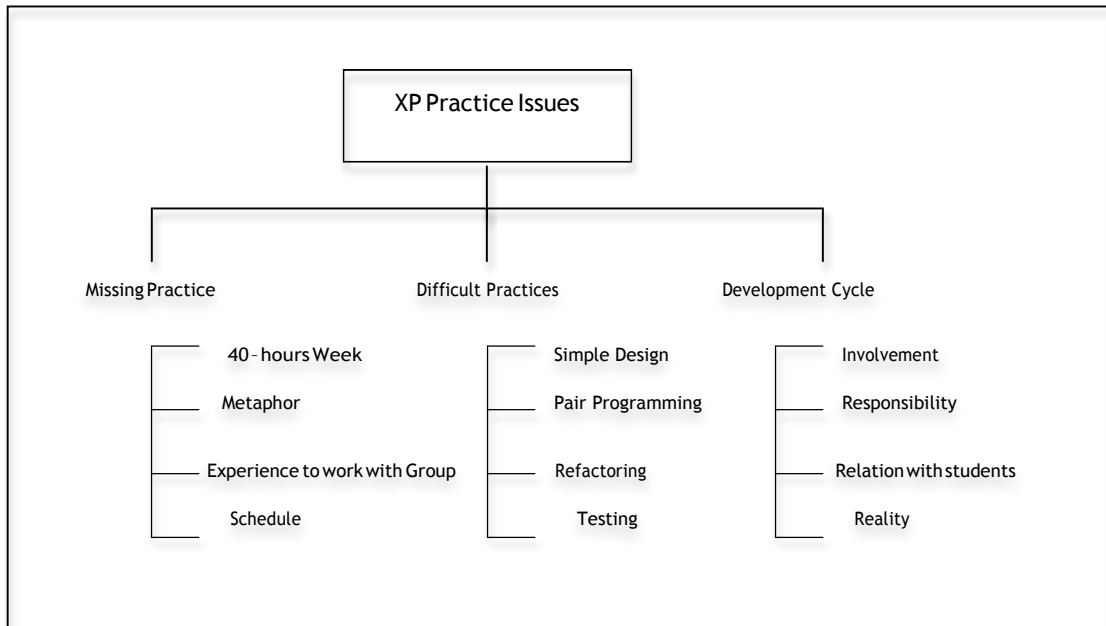 XP Practice Issues
Missing Practice
Difficult Practices
Development Cycle
40 - hours Week
Simple Design
Involvement
Metaphor
Pair Programming
Responsibility
Experience to work with Group
Refactoring
Relation with students
Schedule
Testing
Reality